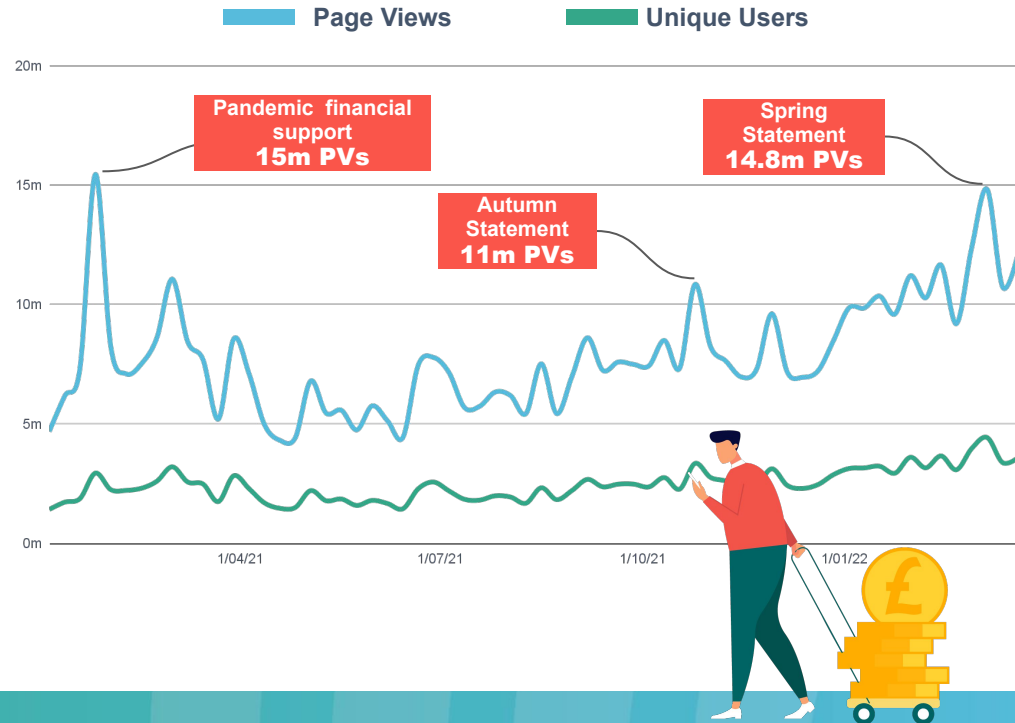 Page Views
Unique Users
20m
Pandemic financial
support
15m PVs
Spring
Statement
14.8m PVs
15m
Autumn
Statement
11m PVs
10m
5m
0m
1/04/21
1/07/21
1/10/21
1/01/22
£